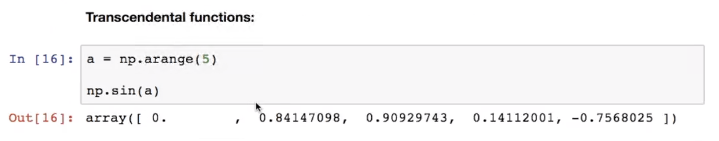 Transcendental functions:
In [16]: a = np.arange(5)
np.sin(a)
Out[16]: array([ 0.        ,  0.84147098,  0.90929743,  0.14112001, -0.7568025 ])